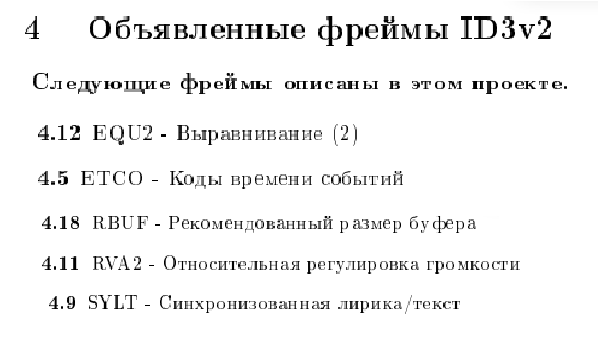 4 Объявленные фреймы ID3v2
Следующие фреймы описаны в этом проекте.
4.12 EQU2 - Выравнивание (2)
4.5 ETCO - Коды времени событий
4.18 RBUF - Рекомендованный размер буфера
4.11 RVA2 - Относительная регулировка громкости
4.9 SYLT - Синхронизованная лирика/текст